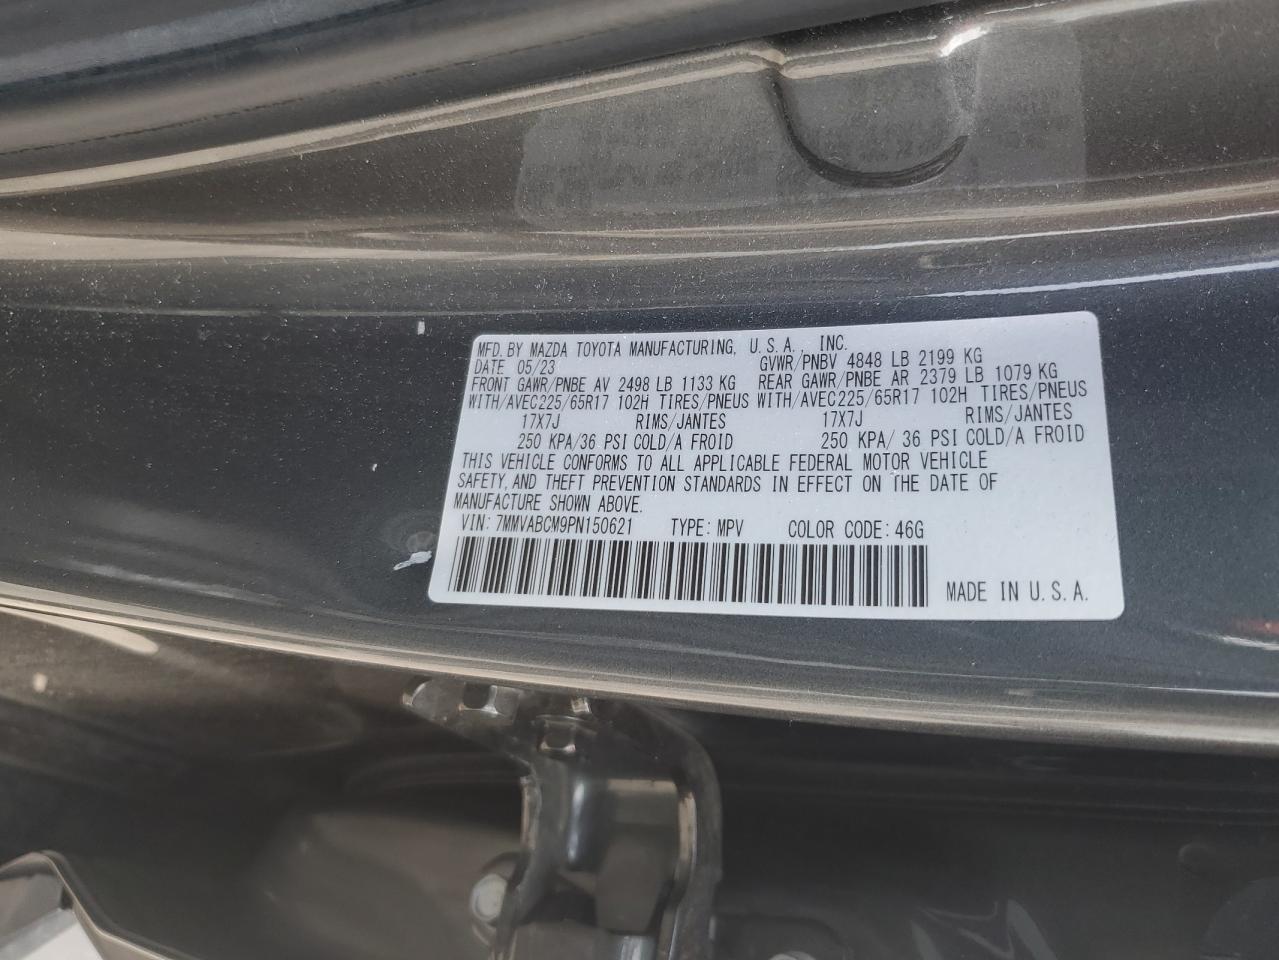 MFD. BY MAZDA TOYOTA MANUFACTURING, U.S.A., INC.
DATE 05/23 GVWR/PNBV 4848 LB 2199 KG
FRONT GAWR/PNBE AV 2498 LB 1133 KG REAR GAWR/PNBE AR 2379 LB 1079 KG
WITH/AVEC225/65R17 102H TIRES/PNEUS WITH/AVEC225/65R17 102H TIRES/PNEUS
17X7J RIMS/JANTES 17X7J RIMS/JANTES
250 KPA/36 PSI COLD/A FROID 250 KPA/ 36 PSI COLD/A FROID
THIS VEHICLE CONFORMS TO ALL APPLICABLE FEDERAL MOTOR VEHICLE
SAFETY, AND THEFT PREVENTION STANDARDS IN EFFECT ON THE DATE OF
MANUFACTURE SHOWN ABOVE.
VIN: 7MMVABCM9PN150621 TYPE: MPV COLOR CODE: 46G
MADE IN U.S.A.